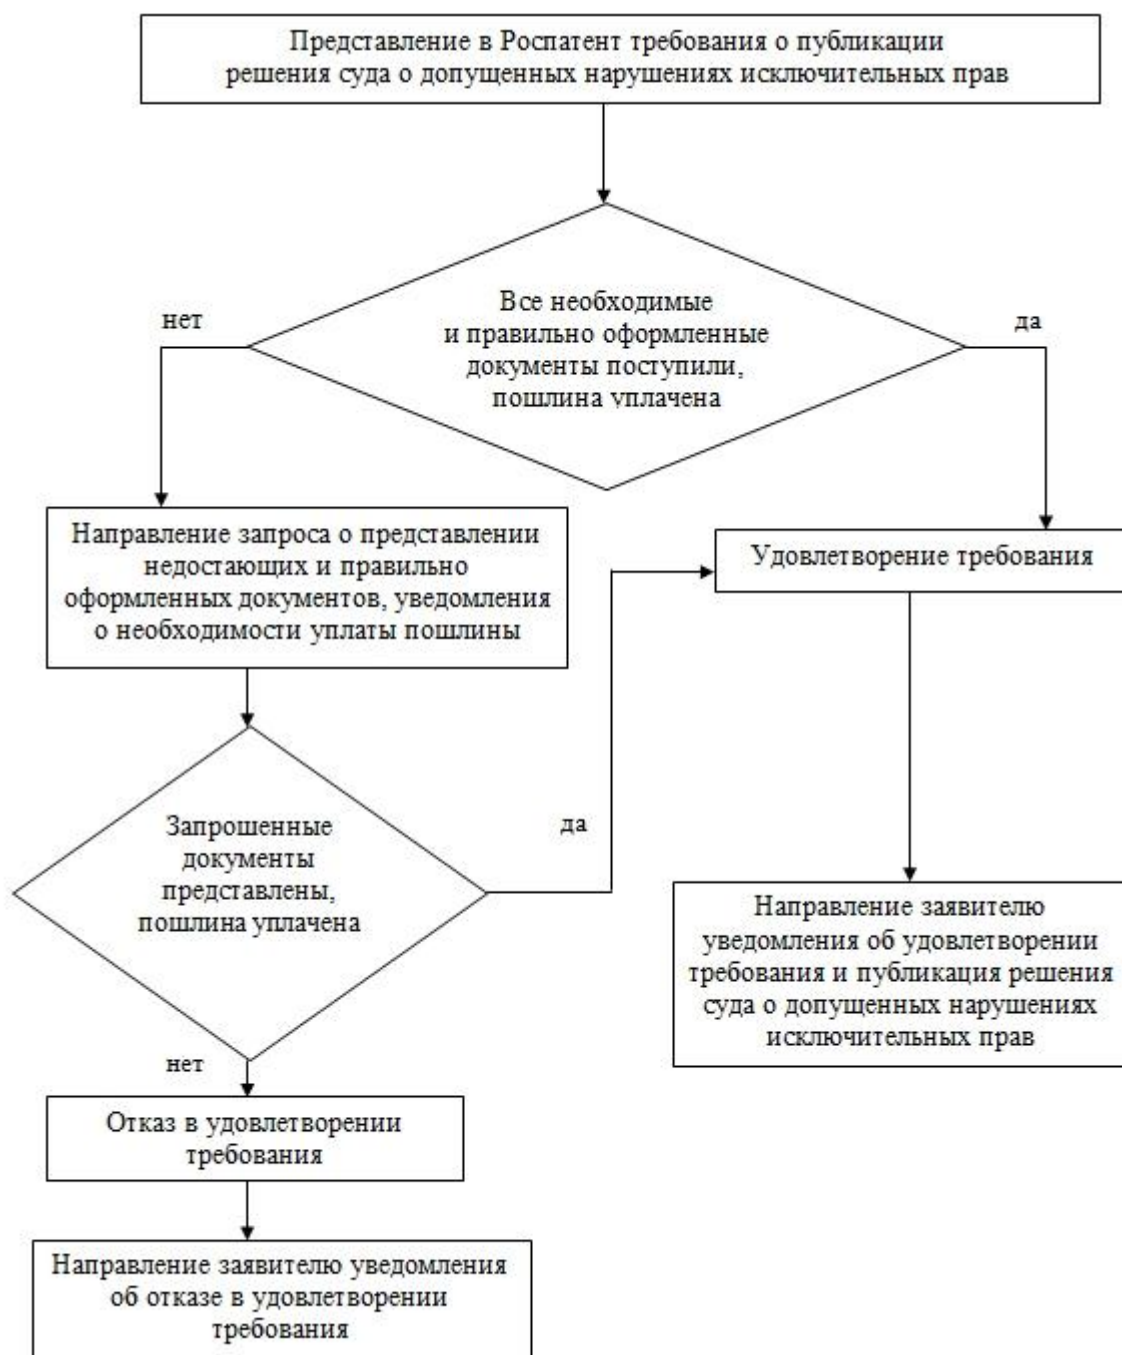 Представление в Роспатент требования о публикации
решения суда о допущенных нарушениях исключительных прав
Все необходимые
и правильно оформленные
документы поступили,
пошлина уплачена
нет
да
Направление запроса о представлении
недостающих и правильно
оформленных документов, уведомления
о необходимости уплаты пошлины
Удовлетворение требования
Запрошенные
документы
представлены,
пошлина уплачена
да
Направление заявителю
уведомления об удовлетворении
требования и публикация решения
суда о допущенных нарушениях
исключительных прав
нет
Отказ в удовлетворении
требования
Направление заявителю уведомления
об отказе в удовлетворении
требования